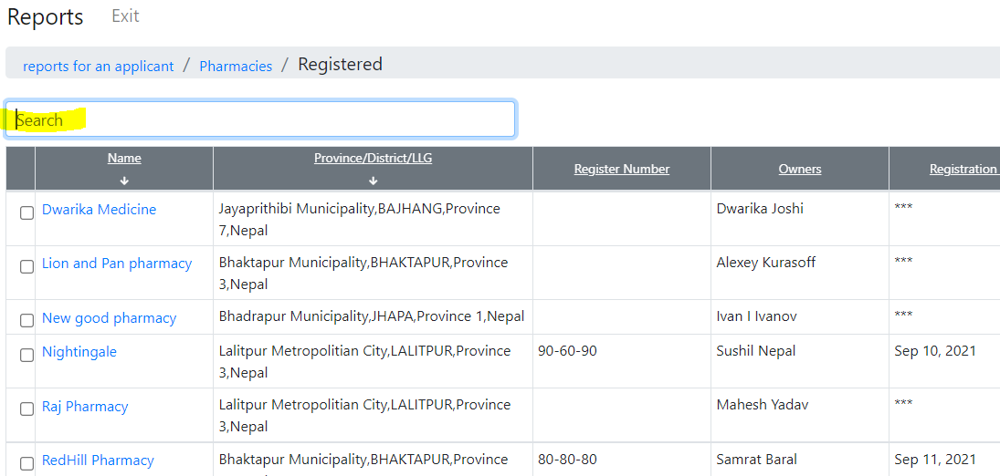 Reports Exit
reports for an applicant / Pharmacies / Registered
Search
Name Province/District/LLG Register Number Owners Registration
Dwarika Medicine Jayaprithibi Municipality,BAJHANG,Province Dwarika Joshi ***
7,Nepal
Lion and Pan pharmacy Bhaktapur Municipality,BHAKTAPUR,Province Alexey Kurasoff ***
3,Nepal
New good pharmacy Bhadrapur Municipality,JHAPA,Province 1,Nepal Ivan I Ivanov ***
Nightingale Lalitpur Metropolitian City,LALITPUR,Province 90-60-90 Sushil Nepal Sep 10, 2021
3,Nepal
Raj Pharmacy Lalitpur Metropolitian City,LALITPUR,Province Mahesh Yadav ***
3,Nepal
RedHill Pharmacy Bhaktapur Municipality,BHAKTAPUR,Province 80-80-80 Samrat Baral Sep 11, 2021